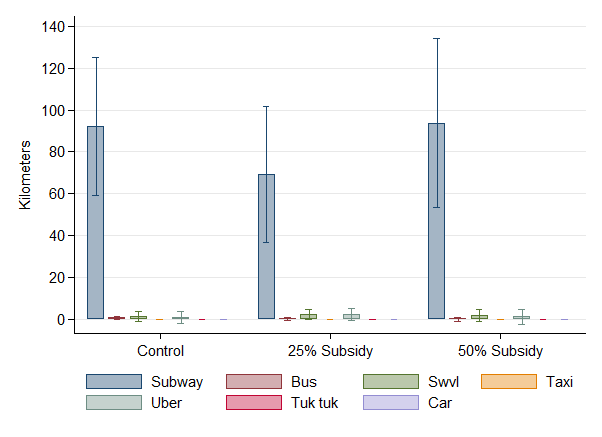 140
120
100
80
60
40
20
0
Kilometers
Control 25% Subsidy 50% Subsidy
Subway Bus Swvl Taxi
Uber Tuk tuk Car